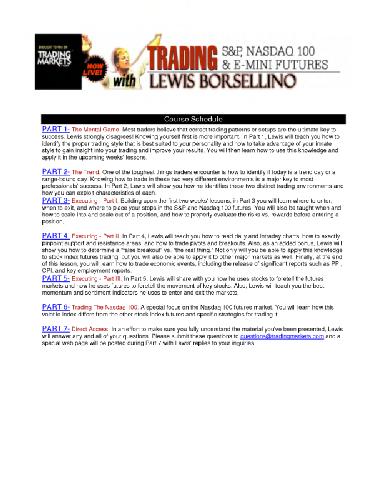 BROUGHT TO YOU BY
TRADING
MARKETS
NOW
LIVE!
with
TRADING S&P, NASDAQ 100
& E-MINI FUTURES
LEWIS BORSELLINO
Course Schedule
PART 1- The Mental Game. Most traders believe that correct trading patterns or setups are the ultimate key to
success. Lewis strongly disagrees! Knowing yourself first is more important. In Part 1, Lewis will teach you how to
identify the proper trading style that is best suited to your personality and how to take advantage of your innate
style to gain insight into your trading and improve your results. You will then learn how to use this knowledge and
apply it in the upcoming weeks' lessons.
PART 2- The Trend. One of the toughest things traders encounter is how to identify if today is a trend day or a
range-bound day. Knowing how to trade in these two very different environments is a major key to most
professionals' success. In Part 2, Lewis will show you how he identifies these two distinct trading environments and
how you can exploit characteristics of each.
PART 3- Executing - Part I. Building upon the first two weeks' lessons, in Part 3 you will learn where to enter,
when to exit, and where to place your stops in the S&P and Nasdaq 100 futures. You will also be taught when and
how to scale into and scale out of a position, and how to properly evaluate the risks vs. rewards before entering a
position.
PART 4- Executing - Part II. In Part 4, Lewis will teach you how to read daily and intraday charts, how to exactly
pinpoint support and resistance areas, and how to trade pivots and breakouts. Also, as an added bonus, Lewis will
show you how to determine a "false breakout" vs. "the real thing." Not only will you be able to apply this knowledge
to stock index futures trading, but you will also be able to apply it to other major markets as well. Finally, at the end
of this lesson, you will learn how to trade economic events, including the release of significant reports such as PPI,
CPI, and key employment reports.
PART 5- Executing - Part III. In Part 5, Lewis will share with you how he uses stocks to foretell the futures
markets and how he uses futures to foretell the movement of key stocks. Also, Lewis will teach you the best
momentum and sentiment indicators he uses to enter and exit the markets.
PART 6- Trading The Nasdaq 100. A special focus on the Nasdaq 100 futures market. You will learn how this
volatile index differs from the other stock index futures and specific strategies for trading it.
PART 7- Direct Access. In an effort to make sure you fully understand the material you've been presented, Lewis
will answer any and all of your questions. Please submit these questions to questions@tradingmarkets.com and a
special web page will be posted during Part 7 with Lewis' replies to your inquiries.